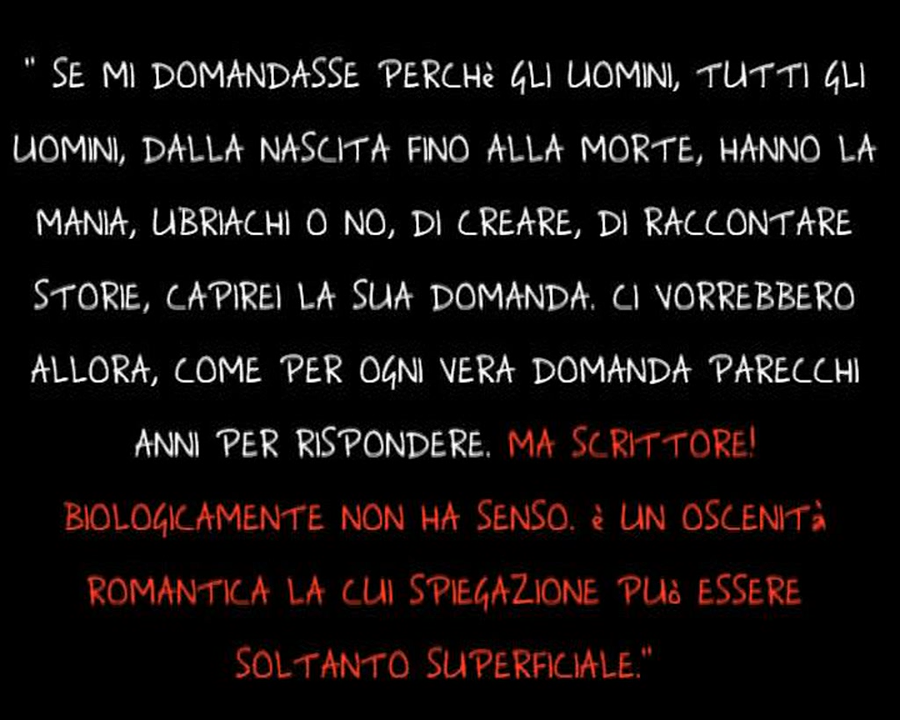 " SE MI DOMANDASSE PERCHè GLI UOMINI, TUTTI GLI
UOMINI, DALLA NASCITA FINO ALLA MORTE, HANNO LA
MANIA, UBRIACHI O NO, DI CREARE, DI RACCONTARE
STORIE, CAPIREI LA SUA DOMANDA. CI VORREBBERO
ALLORA, COME PER OGNI VERA DOMANDA PARECCHI
ANNI PER RISPONDERE. MA SCRITTORE!
BIOLOGICAMENTE NON HA SENSO. è UN OSCENITà
ROMANTICA LA CUI SPIEGAZIONE PUò ESSERE
SOLTANTO SUPERFICIALE."